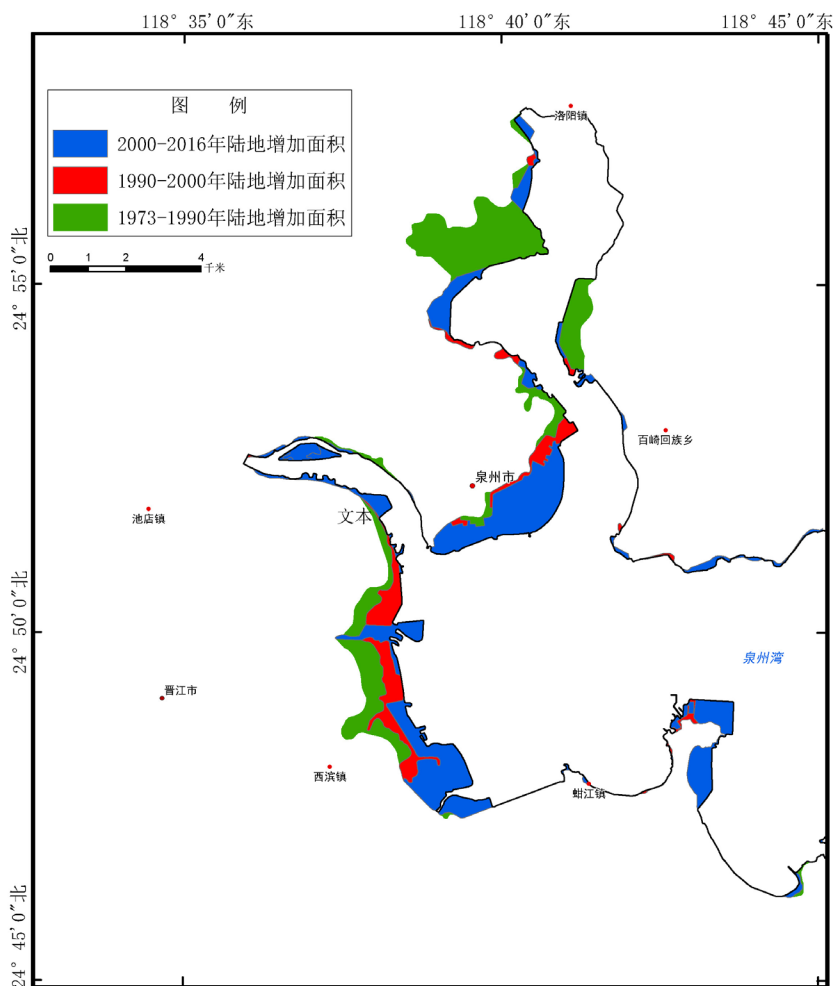 118° 35′ 0″东
118° 40′ 0″东
118° 45′ 0″东
图 例
2000-2016年陆地增加面积
1990-2000年陆地增加面积
1973-1990年陆地增加面积
0 1 2 4
千米
洛阳镇
24° 55′ 0″北
百崎回族乡
泉州市
池店镇
文本
24° 50′ 0″北
泉州湾
晋江市
西滨镇
蚶江镇
24° 45′ 0″北